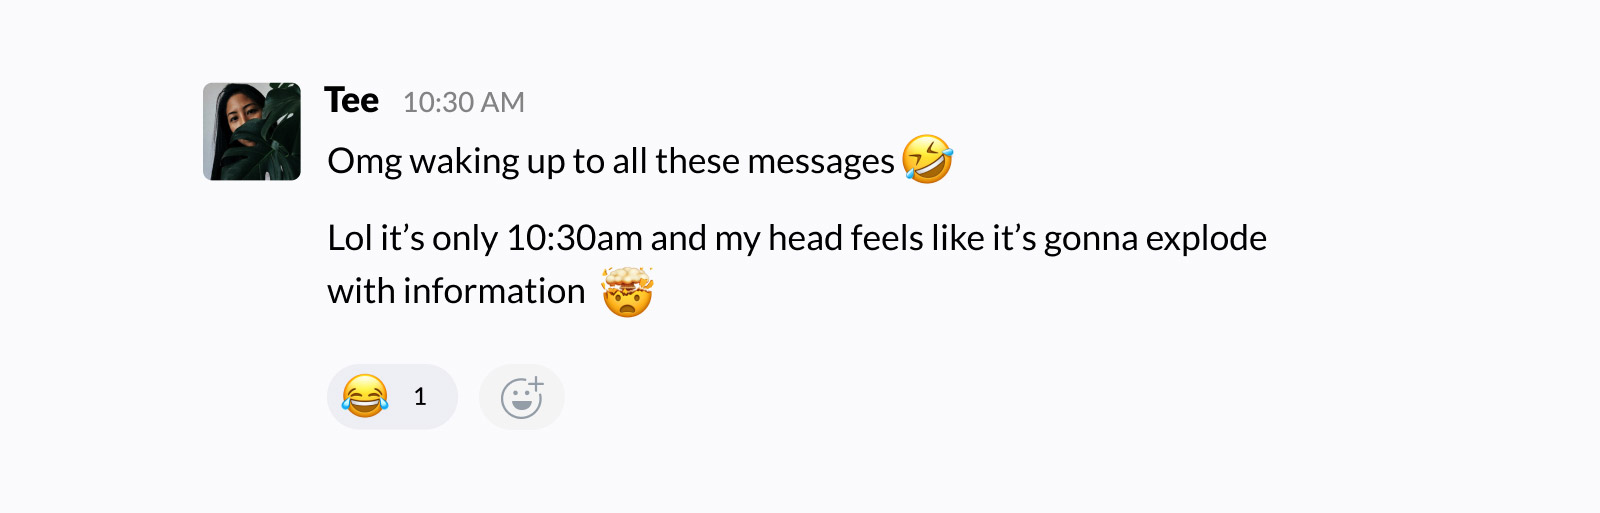 Tee 10:30 AM
Omg waking up to all these messages 🤣
Lol it’s only 10:30am and my head feels like it’s gonna explode
with information 🤯
😂 1